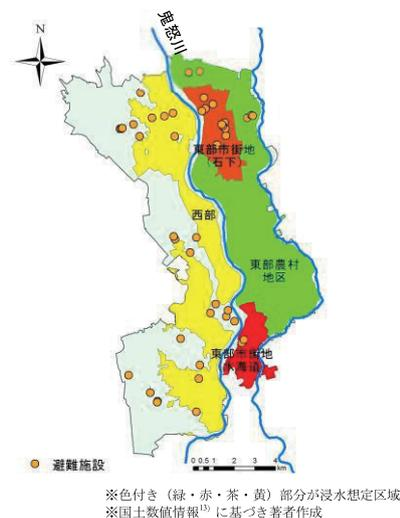 鬼怒川
N
東部市街地
(石下)
西部
東部農村
地区
東部市街地
水海道
避難施設
0 0.5 1 2 3 4
km
※色付き（緑・赤・茶・黄）部分が浸水想定区域
※国土数値情報13) に基づき著者作成